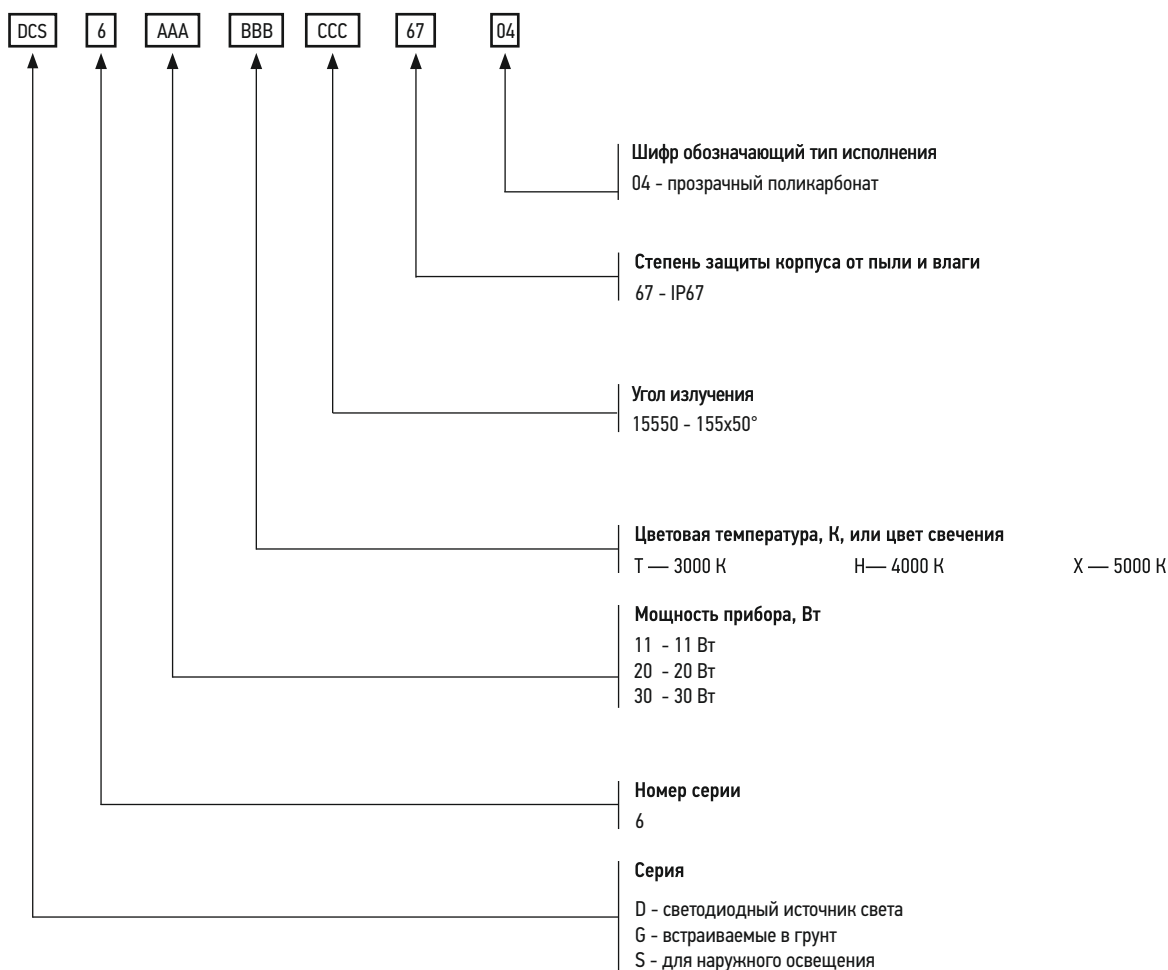 DCS 6 AAA BBB CCC 67 04
Шифр обозначающий тип исполнения
04 - прозрачный поликарбонат
Степень защиты корпуса от пыли и влаги
67 - IP67
Угол излучения
15550 - 155x50°
Цветовая температура, К, или цвет свечения
Т — 3000 К Н— 4000 К Х — 5000 К
Мощность прибора, Вт
11 - 11 Вт
20 - 20 Вт
30 - 30 Вт
Номер серии
6
Серия
D - светодиодный источник света
G - встраиваемые в грунт
S - для наружного освещения